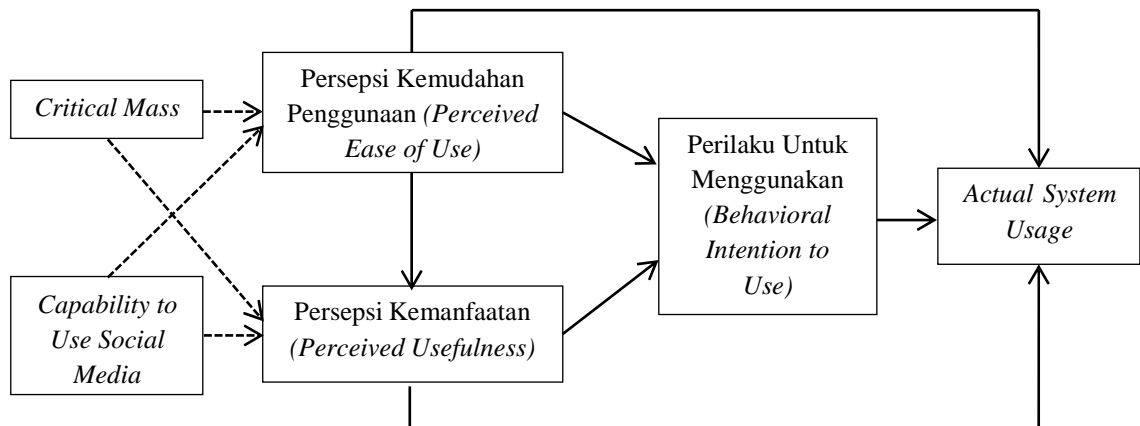 Critical Mass
Persepsi Kemudahan
Penggunaan (Perceived
Ease of Use)
Perilaku Untuk
Menggunakan
(Behavioral
Intention to
Use)
Actual System
Usage
Capability to
Use Social
Media
Persepsi Kemanfaatan
(Perceived Usefulness)